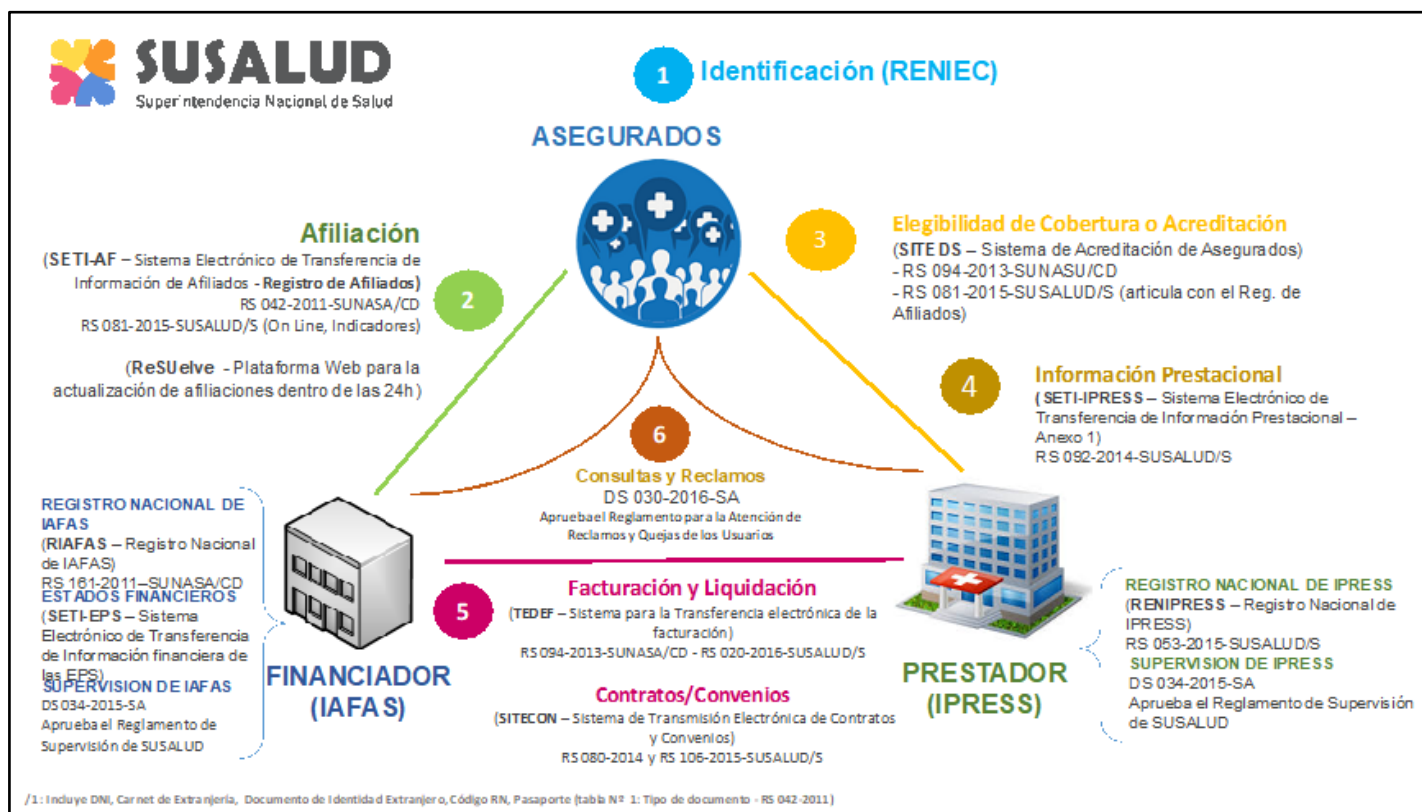 SUSALUD
Superintendencia Nacional de Salud
1
Identificación (RENIEC)
ASEGURADOS
Afiliación
(SETI-AF – Sistema Electrónico de Transferencia de
Información de Afiliados - Registro de Afiliados)
RS 042-2011-SUNASA/CD
RS 081-2015-SUSALUD/S (On Line, Indicadores)
(ReSUelve - Plataforma Web para la
actualización de afiliaciones dentro de las 24h)
2
3
Elegibilidad de Cobertura o Acreditación
(SITEDS – Sistema de Acreditación de Asegurados)
- RS 094-2013-SUNASU/CD
- RS 081-2015-SUSALUD/S (articula con el Reg. de
Afiliados)
4
Información Prestacional
(SETI-IPRESS – Sistema Electrónico de
Transferencia de Información Prestacional –
Anexo 1)
RS 092-2014-SUSALUD/S
6
Consultas y Reclamos
DS 030-2016-SA
Aprueba el Reglamento para la Atención de
Reclamos y Quejas de los Usuarios
REGISTRO NACIONAL DE
IAFAS
(RIAFAS – Registro Nacional
de IAFAS)
RS 161-2011–SUNASA/CD
ESTADOS FINANCIEROS
(SETI-EPS – Sistema
Electrónico de Transferencia
de Información financiera de
las EPS)
SUPERVISION DE IAFAS
DS 034-2015-SA
Aprueba el Reglamento de
Supervisión de SUSALUD
FINANCIADOR
(IAFAS)
5
Facturación y Liquidación
(TEDEF – Sistema para la Transferencia electrónica de la
facturación)
RS 094-2013-SUNASA/CD - RS 020-2016-SUSALUD/S
Contratos/Convenios
(SITECON – Sistema de Transmisión Electrónica de Contratos
y Convenios)
RS 080-2014 y RS 106-2015-SUSALUD/S
PRESTADOR
(IPRESS)
REGISTRO NACIONAL DE IPRESS
(RENIPRESS – Registro Nacional de
IPRESS)
RS 053-2015-SUSALUD/S
SUPERVISION DE IPRESS
DS 034-2015-SA
Aprueba el Reglamento de Supervisión
de SUSALUD
/1: Incluye DNI, Carnet de Extranjería, Documento de Identidad Extranjero, Código RN, Pasaporte (tabla Nº 1: Tipo de documento - RS 042-2011)